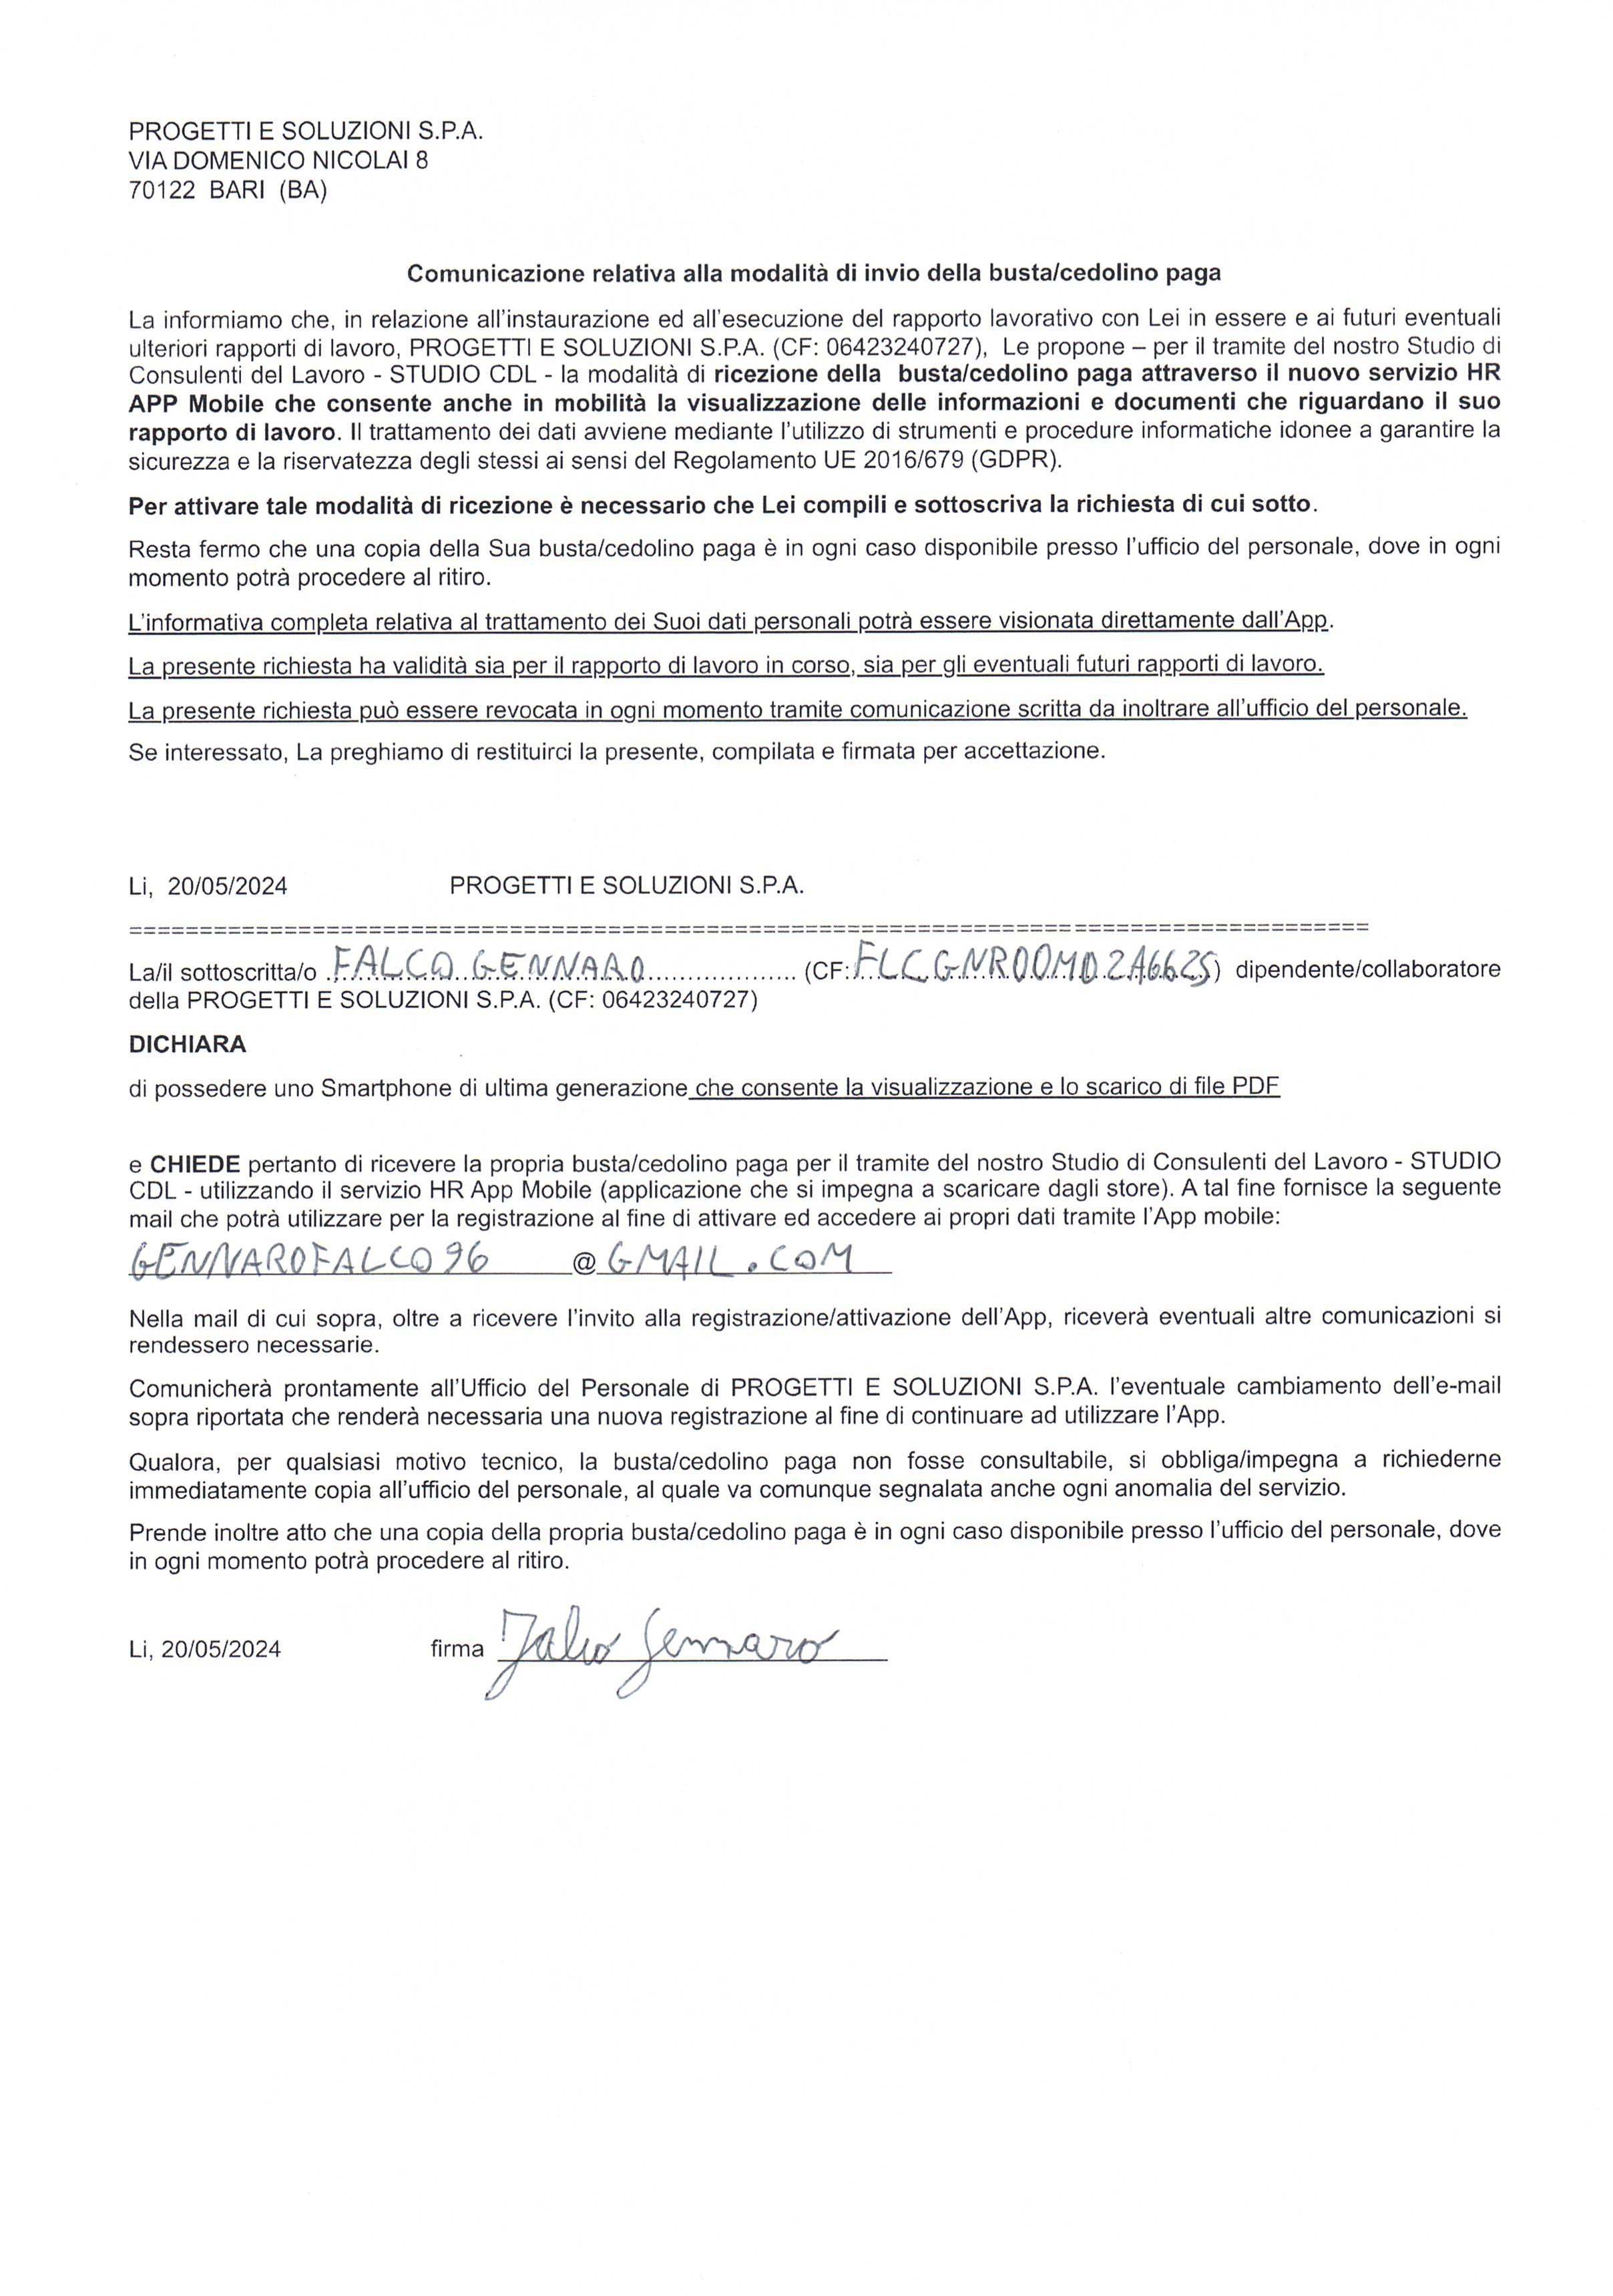 PROGETTI E SOLUZIONI S.P.A.
VIA DOMENICO NICOLAI 8
70122 BARI (BA)
Comunicazione relativa alla modalità di invio della busta/cedolino paga
La informiamo che, in relazione all'instaurazione ed all'esecuzione del rapporto lavorativo con Lei in essere e ai futuri eventuali
ulteriori rapporti di lavoro, PROGETTI E SOLUZIONI S.P.A. (CF: 06423240727), Le propone – per il tramite del nostro Studio di
Consulenti del Lavoro - STUDIO CDL - la modalità di ricezione della busta/cedolino paga attraverso il nuovo servizio HR
APP Mobile che consente anche in mobilità la visualizzazione delle informazioni e documenti che riguardano il suo
rapporto di lavoro. Il trattamento dei dati avviene mediante l'utilizzo di strumenti e procedure informatiche idonee a garantire la
sicurezza e la riservatezza degli stessi ai sensi del Regolamento UE 2016/679 (GDPR).
Per attivare tale modalità di ricezione è necessario che Lei compili e sottoscriva la richiesta di cui sotto.
Resta fermo che una copia della Sua busta/cedolino paga è in ogni caso disponibile presso l'ufficio del personale, dove in ogni
momento potrà procedere al ritiro.
L'informativa completa relativa al trattamento dei Suoi dati personali potrà essere visionata direttamente dall'App.
La presente richiesta ha validità sia per il rapporto di lavoro in corso, sia per gli eventuali futuri rapporti di lavoro.
La presente richiesta può essere revocata in ogni momento tramite comunicazione scritta da inoltrare all'ufficio del personale.
Se interessato, La preghiamo di restituirci la presente, compilata e firmata per accettazione.
Li, 20/05/2024 PROGETTI E SOLUZIONI S.P.A.
========================================================================================
La/il sottoscritta/o FALCO GENNARO (CF: FLCGNR00M02A662S) dipendente/collaboratore
della PROGETTI E SOLUZIONI S.P.A. (CF: 06423240727)
DICHIARA
di possedere uno Smartphone di ultima generazione che consente la visualizzazione e lo scarico di file PDF
e CHIEDE pertanto di ricevere la propria busta/cedolino paga per il tramite del nostro Studio di Consulenti del Lavoro - STUDIO
CDL - utilizzando il servizio HR App Mobile (applicazione che si impegna a scaricare dagli store). A tal fine fornisce la seguente
mail che potrà utilizzare per la registrazione al fine di attivare ed accedere ai propri dati tramite l'App mobile:
GENNAROFALCO96 @ GMAIL.COM
Nella mail di cui sopra, oltre a ricevere l'invito alla registrazione/attivazione dell'App, riceverà eventuali altre comunicazioni si
rendessero necessarie.
Comunicherà prontamente all'Ufficio del Personale di PROGETTI E SOLUZIONI S.P.A. l'eventuale cambiamento dell'e-mail
sopra riportata che renderà necessaria una nuova registrazione al fine di continuare ad utilizzare l'App.
Qualora, per qualsiasi motivo tecnico, la busta/cedolino paga non fosse consultabile, si obbliga/impegna a richiederne
immediatamente copia all'ufficio del personale, al quale va comunque segnalata anche ogni anomalia del servizio.
Prende inoltre atto che una copia della propria busta/cedolino paga è in ogni caso disponibile presso l'ufficio del personale, dove
in ogni momento potrà procedere al ritiro.
Li, 20/05/2024 firma Falco Gennaro